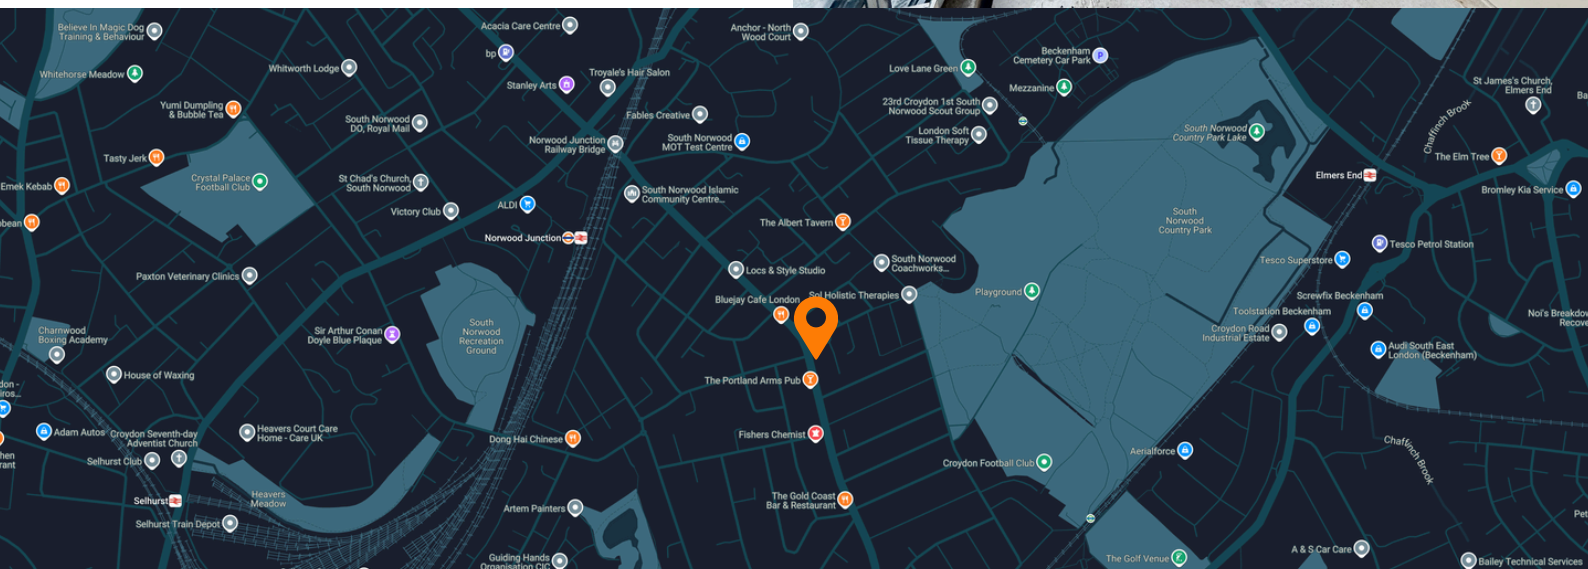 Believe In Magic Dog
Training & Behaviour
Whitehorse Meadow
Yumi Dumpling
& Bubble Tea
Tasty Jerk
Emek Kebab
Crystal Palace
Football Club
Paxton Veterinary Clinics
Charnwood
Boxing Academy
House of Waxing
Adam Autos
Croydon Seventh-day
Adventist Church
Selhurst Club
Selhurst
Selhurst Train Depot
Heavers
Meadow
Heavers Court Care
Home - Care UK
Sir Arthur Conan
Doyle Blue Plaque
South
Norwood
Recreation
Ground
Whitworth Lodge
South Norwood
DO, Royal Mail
St Chad's Church,
South Norwood
Victory Club
ALDI
Norwood Junction
Acacia Care Centre
bp
Stanley Arts
Troyale's Hair Salon
Norwood Junction
Railway Bridge
Fables Creative
South Norwood
MOT Test Centre
South Norwood Islamic
Community Centre...
Anchor - North
Wood Court
The Albert Tavern
Locs & Style Studio
South Norwood
Coachworks...
Bluejay Cafe London
Sol Holistic Therapies
The Portland Arms Pub
Fishers Chemist
Dong Hai Chinese
The Gold Coast
Bar & Restaurant
Artem Painters
Guiding Hands
Organisation CIC
Love Lane Green
Beckenham
Cemetery Car Park
Mezzanine
23rd Croydon 1st South
Norwood Scout Group
London Soft
Tissue Therapy
South Norwood
Country Park Lake
South
Norwood
Country Park
Playground
Croydon Football Club
Aerialforce
The Golf Venue
Elmers End
Chaffinch Brook
St James's Church,
Elmers End
The Elm Tree
Bromley Kia Service
Tesco Petrol Station
Tesco Superstore
Screwfix Beckenham
Toolstation Beckenham
Croydon Road
Industrial Estate
Audi South East
London (Beckenham)
Chaffinch Brook
A & S Car Care
Bailey Technical Services